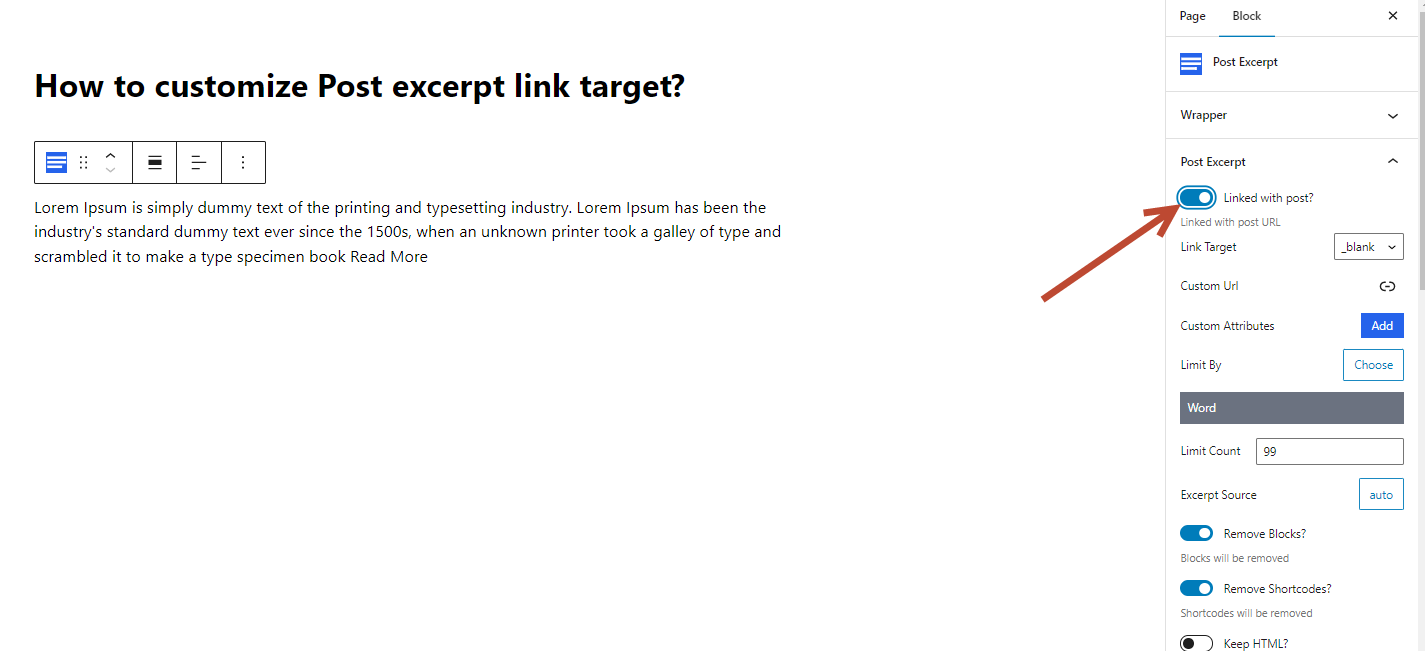 How to customize Post excerpt link target?
Lorem Ipsum is simply dummy text of the printing and typesetting industry. Lorem Ipsum has been the
industry's standard dummy text ever since the 1500s, when an unknown printer took a galley of type and
scrambled it to make a type specimen book Read More
Page Block
Post Excerpt
Wrapper
Post Excerpt
Linked with post?
Linked with post URL
Link Target _blank
Custom Url
Custom Attributes Add
Limit By Choose
Word
Limit Count 99
Excerpt Source auto
Remove Blocks?
Blocks will be removed
Remove Shortcodes?
Shortcodes will be removed
Keep HTML?